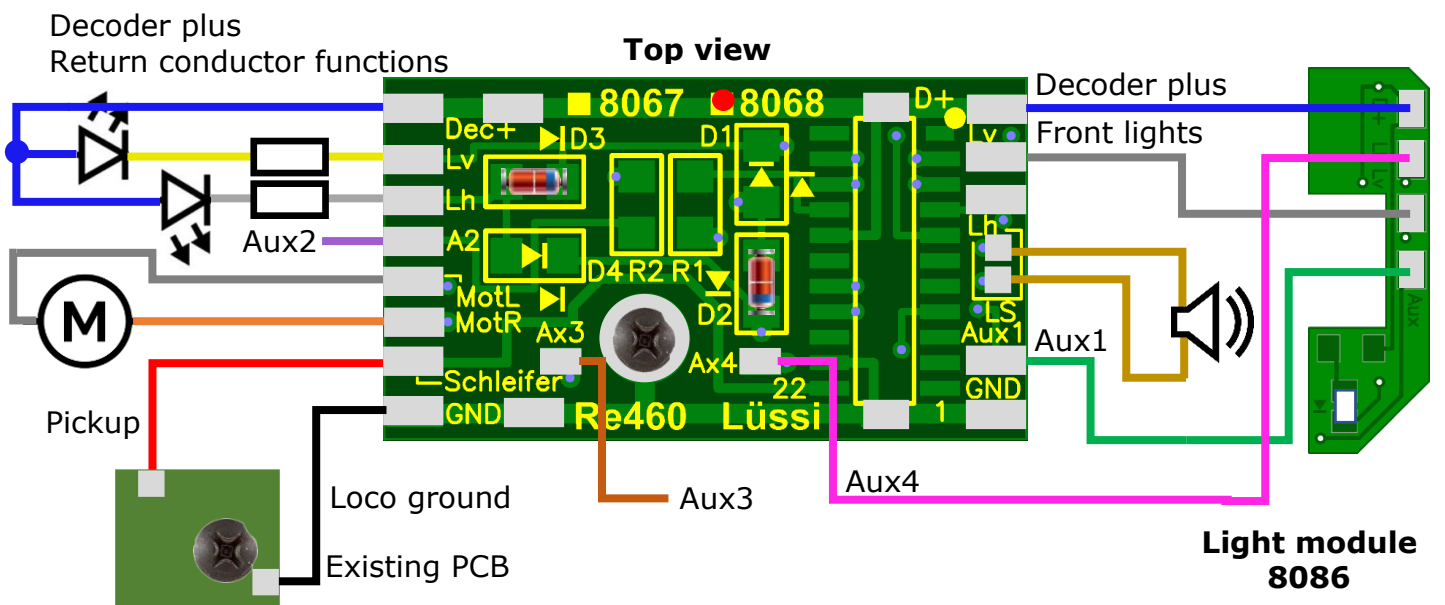 Decoder plus
Return conductor functions
Top view
8067
8068
D+
Decoder plus
Dec+
D3
D1
Lv
Front lights
D+
Lv
Lh
Lv
Aux2
A2
Lh
D4
R2
R1
MotL
MotR
D2
LS
Aux
Ax3
Aux1
Aux1
M
Ax4
Schleifer
22
GND
GND
Re460
Lüssi
1
Pickup
Loco ground
Aux3
Aux4
Existing PCB
Light module
8086